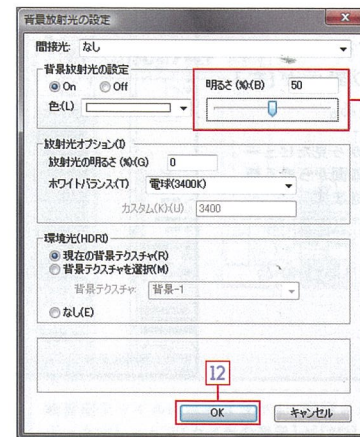 背景放射光の設定
間接光: なし
背景放射光の設定
On Off
色(L)
明るさ(%)(B) 50
放射光オプション(I)
放射光の明るさ(%)(G) 0
ホワイトバランス(T) 電球(3400K)
カスタム(K)(U) 3400
環境光(HDRI)
現在の背景テクスチャ(R)
背景テクスチャを選択(M)
背景テクスチャ: 背景-1
なし(E)
12
OK キャンセル